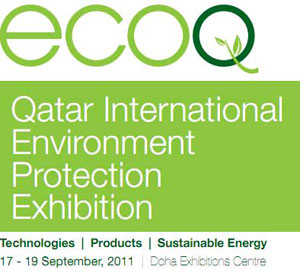 ecoQ
Qatar International
Environment
Protection
Exhibition
Technologies | Products | Sustainable Energy
17 - 19 September, 2011 | Doha Exhibitions Centre